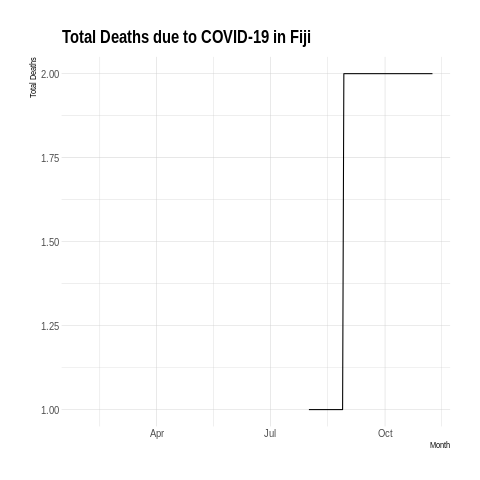 Total Deaths due to COVID-19 in Fiji
Total Deaths
2.00
1.75
1.50
1.25
1.00
Apr Jul Oct
Month